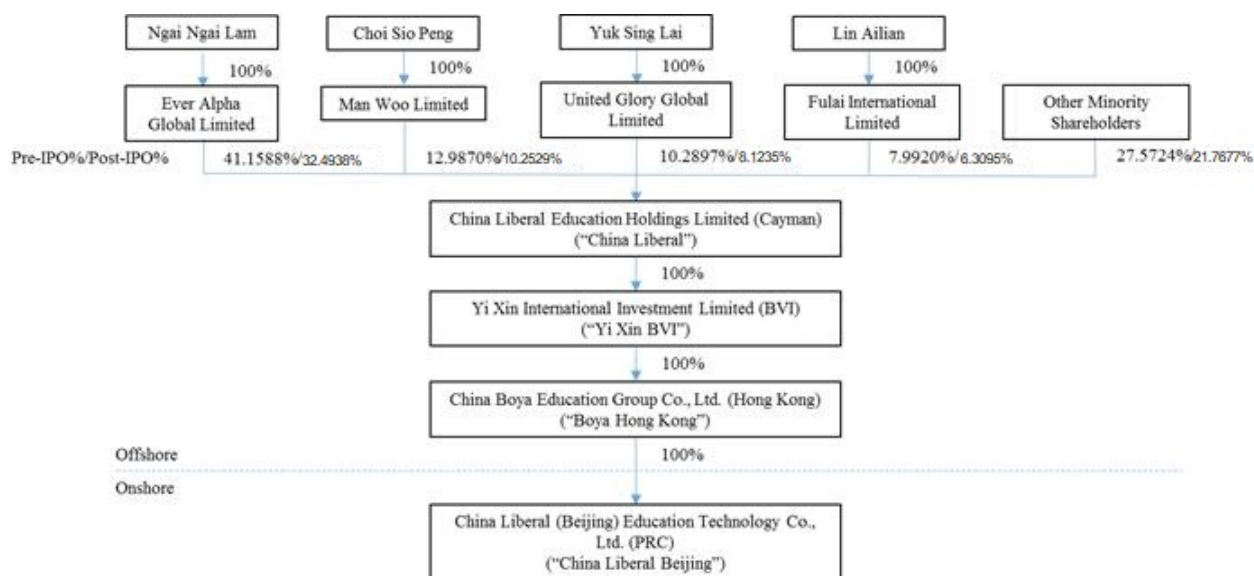 Ngai Ngai Lam
Choi Sio Peng
Yuk Sing Lai
Lin Ailian
100%
100%
100%
100%
Ever Alpha
Global Limited
Man Woo Limited
United Glory Global
Limited
Fulai International
Limited
Other Minority
Shareholders
Pre-IPO%/Post-IPO%
41.1588%/32.4938%
12.9870%/10.2529%
10.2897%/8.1235%
7.9920%/6.3095%
27.5724%/21.7677%
China Liberal Education Holdings Limited (Cayman)
(“China Liberal”)
100%
Yi Xin International Investment Limited (BVI)
(“Yi Xin BVI”)
100%
China Boya Education Group Co., Ltd. (Hong Kong)
(“Boya Hong Kong”)
Offshore
100%
Onshore
China Liberal (Beijing) Education Technology Co.,
Ltd. (PRC)
(“China Liberal Beijing”)